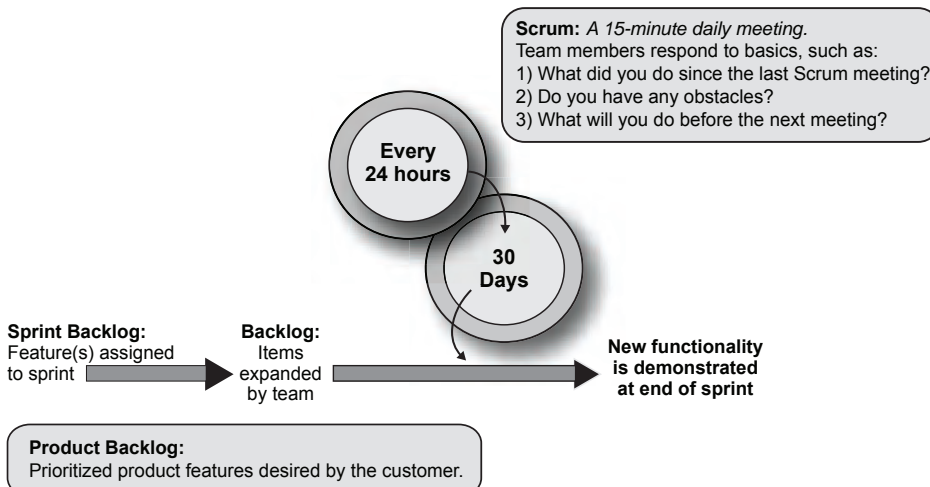 Scrum: A 15-minute daily meeting.
Team members respond to basics, such as:
1) What did you do since the last Scrum meeting?
2) Do you have any obstacles?
3) What will you do before the next meeting?
Every
24 hours
30
Days
Sprint Backlog:
Feature(s) assigned
to sprint
Backlog:
Items
expanded
by team
New functionality
is demonstrated
at end of sprint
Product Backlog:
Prioritized product features desired by the customer.